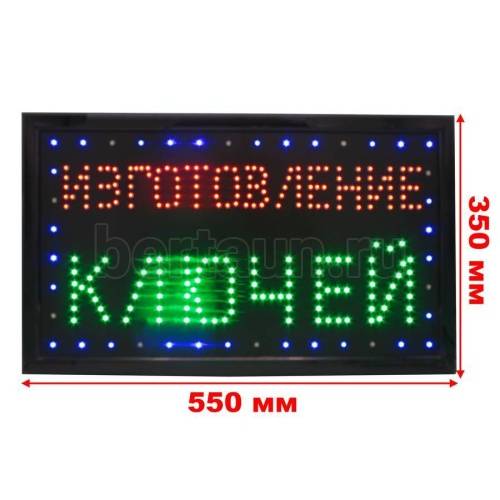 ИЗГОТОВЛЕНИЕ
КЛЮЧЕЙ
bertaun.ru
350 мм
550 мм